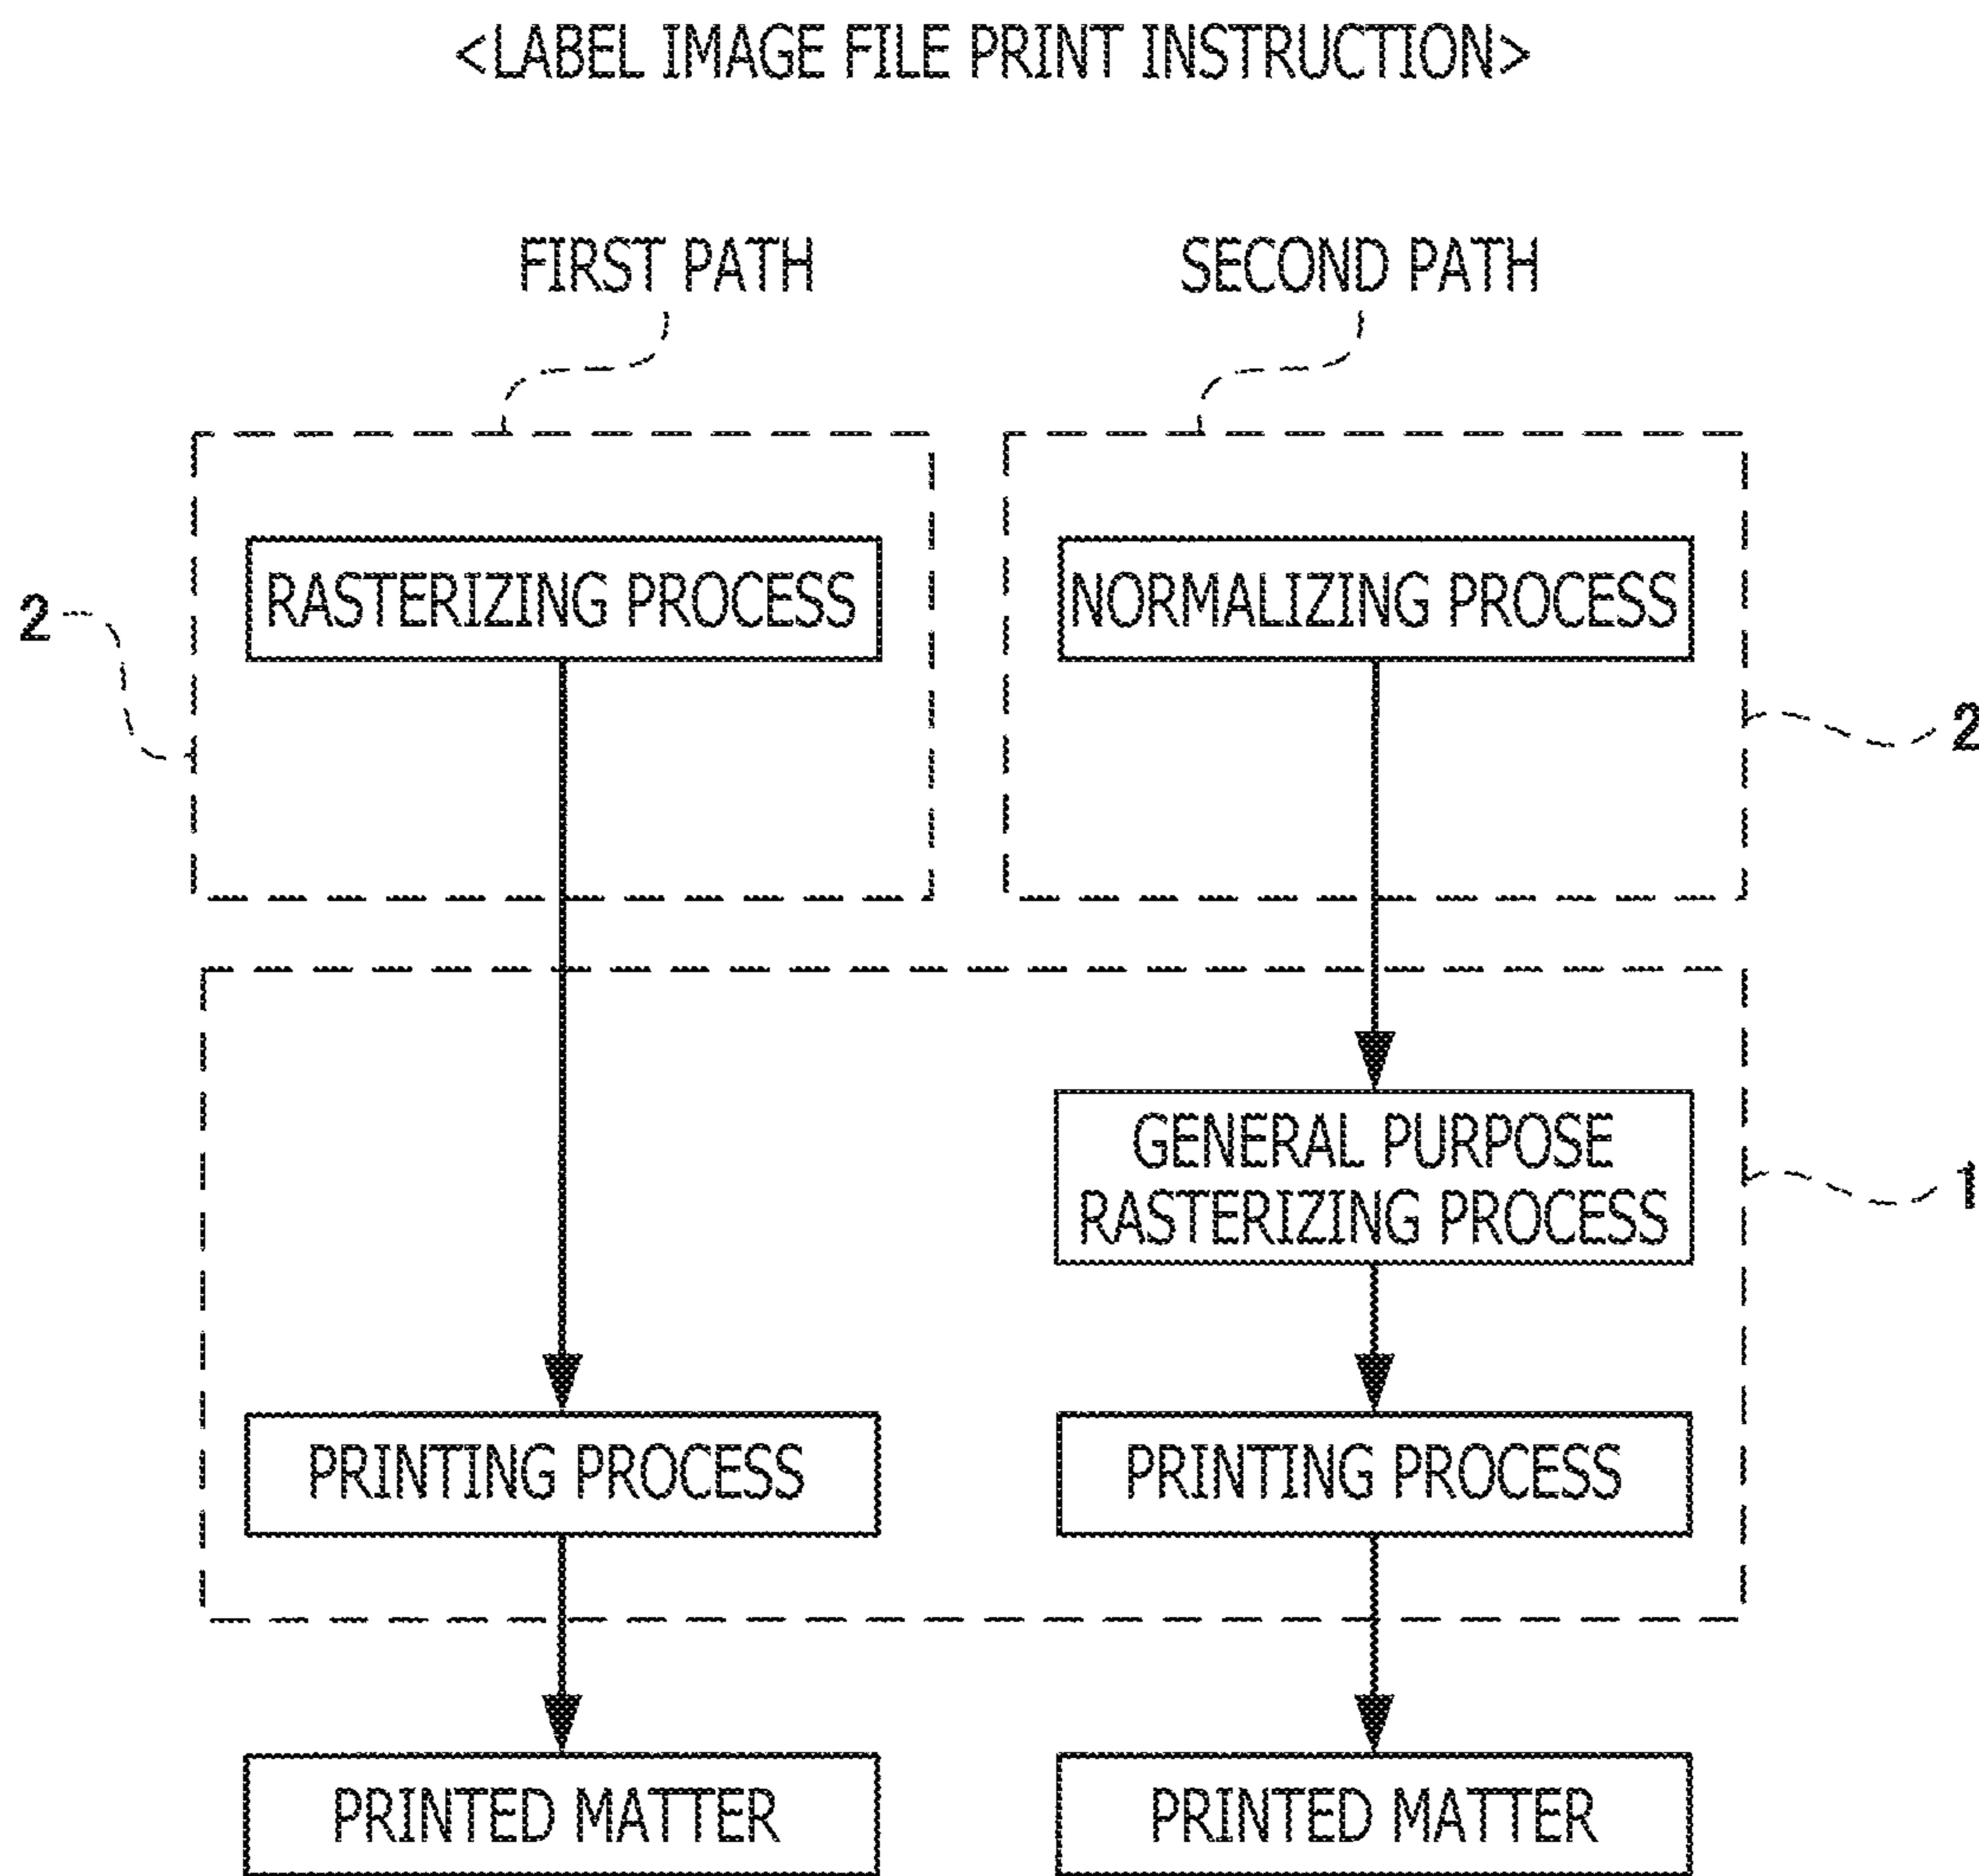 <LABEL IMAGE FILE PRINT INSTRUCTION>
FIRST PATH
SECOND PATH
RASTERIZING PROCESS
NORMALIZING PROCESS
2
2
GENERAL PURPOSE
RASTERIZING PROCESS
1
PRINTING PROCESS
PRINTING PROCESS
PRINTED MATTER
PRINTED MATTER